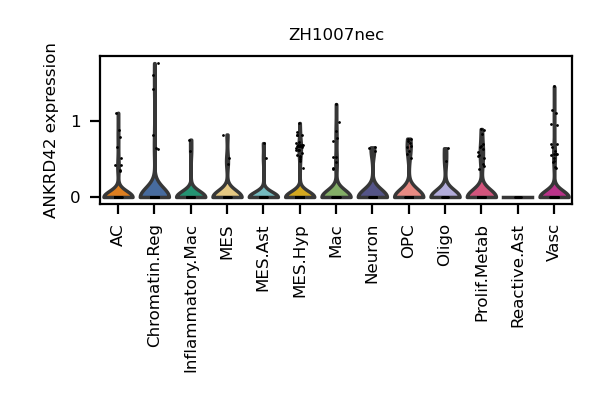 ZH1007nec
ANKRD42 expression
1
0
AC
Chromatin.Reg
Inflammatory.Mac
MES
MES.Ast
MES.Hyp
Mac
Neuron
OPC
Oligo
Prolif.Metab
Reactive.Ast
Vasc